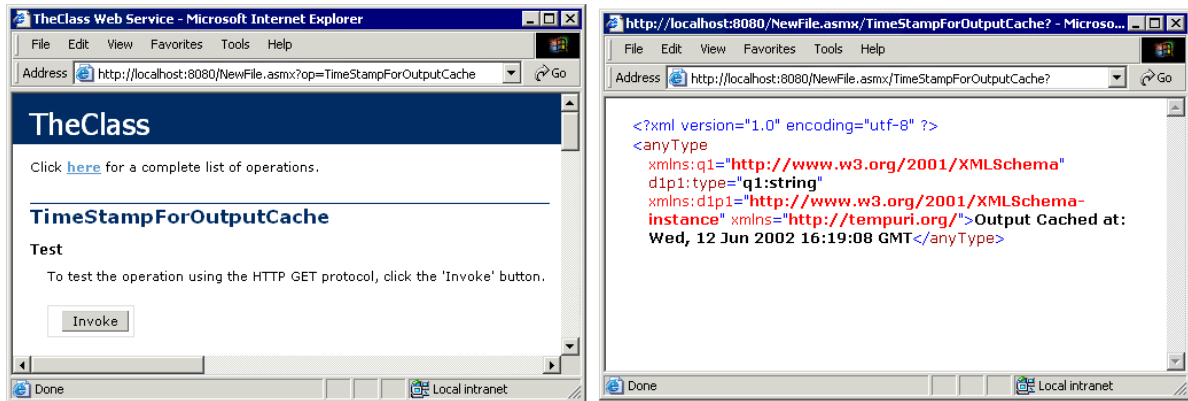 TheClass Web Service - Microsoft Internet Explorer
File Edit View Favorites Tools Help
Address http://localhost:8080/NewFile.asmx?op=TimeStampForOutputCache Go
TheClass
Click here for a complete list of operations.
TimeStampForOutputCache
Test
To test the operation using the HTTP GET protocol, click the 'Invoke' button.
Invoke
Done Local intranet
http://localhost:8080/NewFile.asmx/TimeStampForOutputCache? - Microso...
File Edit View Favorites Tools Help
Address http://localhost:8080/NewFile.asmx/TimeStampForOutputCache? Go
<?xml version="1.0" encoding="utf-8" ?>
<anyType
xmlns:q1="http://www.w3.org/2001/XMLSchema"
d1p1:type="q1:string"
xmlns:d1p1="http://www.w3.org/2001/XMLSchema-
instance" xmlns="http://tempuri.org/">Output Cached at:
Wed, 12 Jun 2002 16:19:08 GMT</anyType>
Done Local intranet